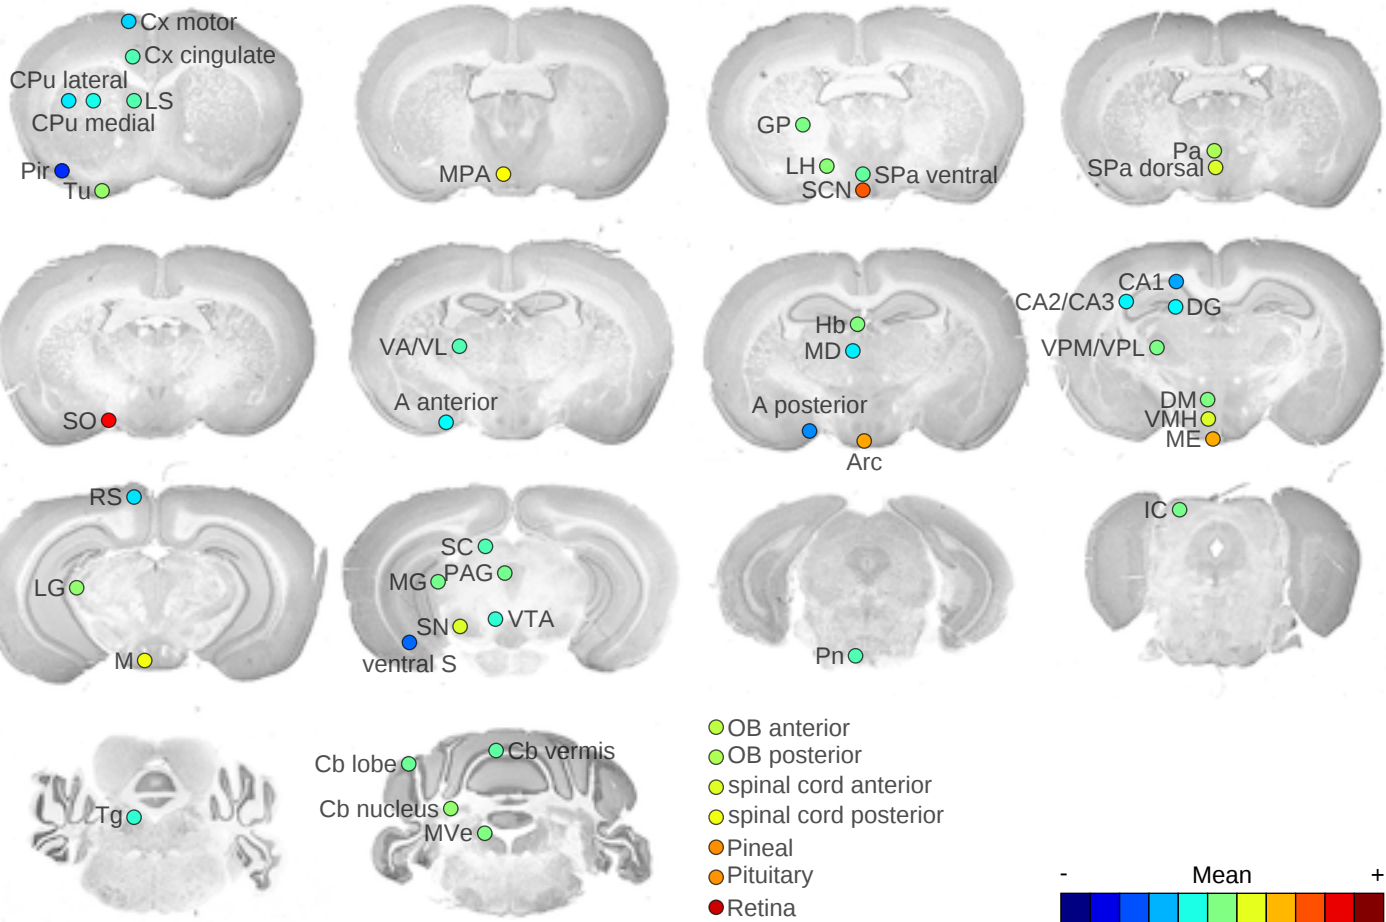 Cx motor
Cx cingulate
CPu lateral
LS
CPu medial
Pir
Tu
MPA
GP
LH
SPa ventral
SCN
Pa
SPa dorsal
SO
VA/VL
A anterior
Hb
MD
A posterior
Arc
CA1
CA2/CA3
DG
VPM/VPL
DM
VMH
ME
RS
LG
M
SC
MG
PAG
SN
VTA
ventral S
Pn
IC
Tg
Cb lobe
Cb vermis
Cb nucleus
MVe
OB anterior
OB posterior
spinal cord anterior
spinal cord posterior
Pineal
Pituitary
Retina
- Mean +